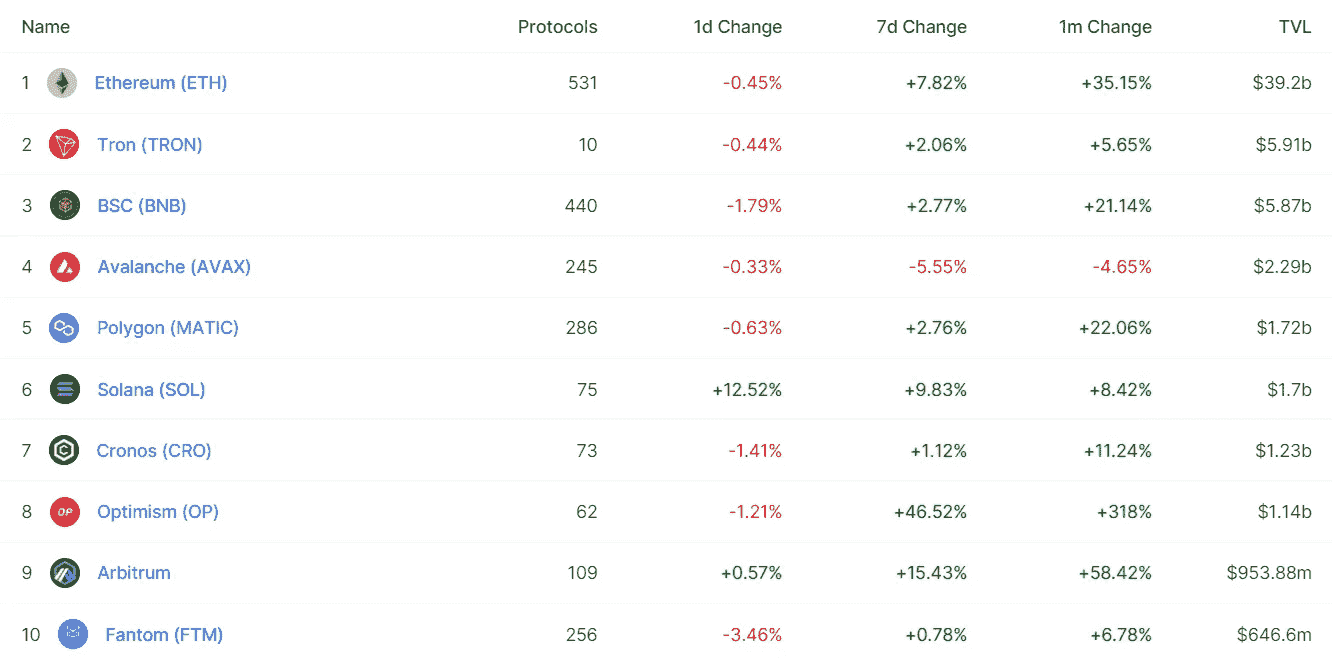 Name Protocols 1d Change 7d Change 1m Change TVL
1 Ethereum (ETH) 531 -0.45% +7.82% +35.15% $39.2b
2 Tron (TRON) 10 -0.44% +2.06% +5.65% $5.91b
3 BSC (BNB) 440 -1.79% +2.77% +21.14% $5.87b
4 Avalanche (AVAX) 245 -0.33% -5.55% -4.65% $2.29b
5 Polygon (MATIC) 286 -0.63% +2.76% +22.06% $1.72b
6 Solana (SOL) 75 +12.52% +9.83% +8.42% $1.7b
7 Cronos (CRO) 73 -1.41% +1.12% +11.24% $1.23b
8 OP Optimism (OP) 62 -1.21% +46.52% +318% $1.14b
9 Arbitrum 109 +0.57% +15.43% +58.42% $953.88m
10 Fantom (FTM) 256 -3.46% +0.78% +6.78% $646.6m